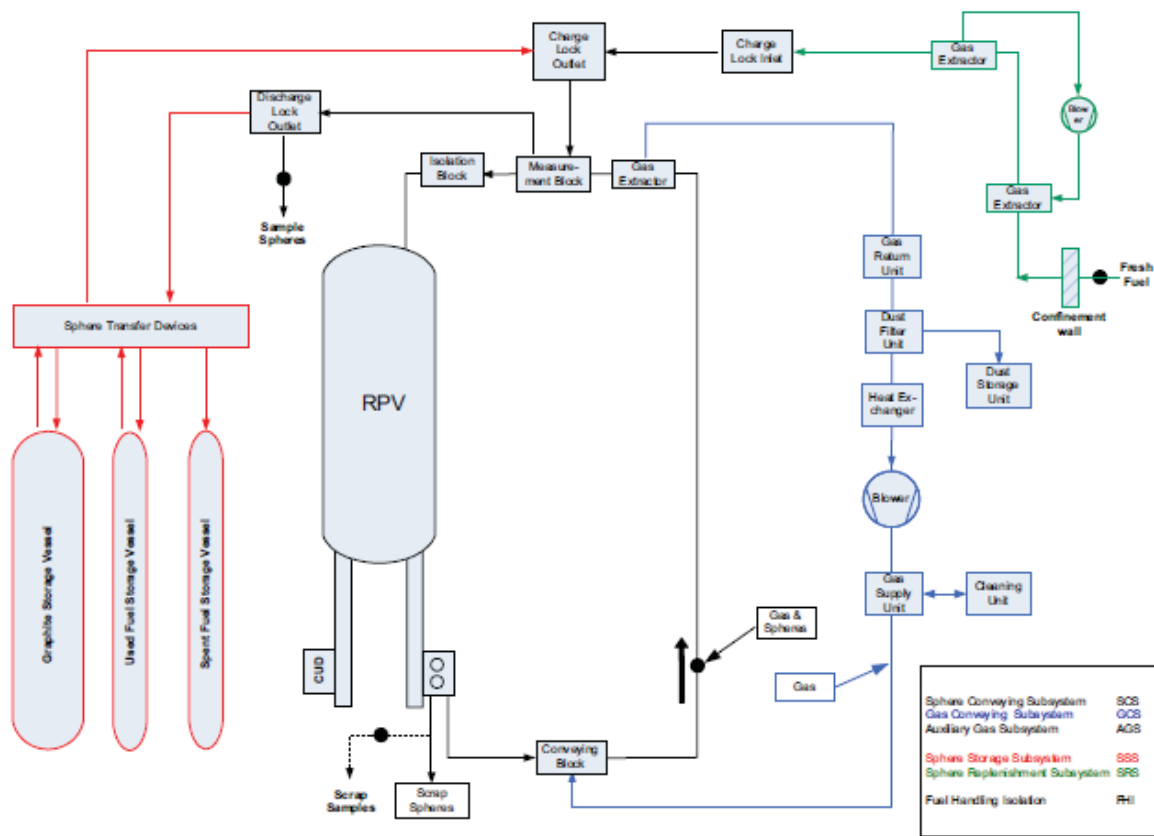 Charge
Lock
Outlet
Charge
Lock Inlet
Gas
Extractor
Discharge
Lock
Outlet
Blow
er
Isolation
Block
Measure-
ment Block
Gas
Extractor
Gas
Extractor
Sample
Spheres
Gas
Return
Unit
Fresh
Fuel
Confinement
wall
Sphere Transfer Devices
Dust
Filter
Unit
Dust
Storage
Unit
RPV
Heat Ex-
changer
Blower
Graphite Storage Vessel
Used Fuel Storage Vessel
Spent Fuel Storage Vessel
Gas
Supply
Unit
Cleaning
Unit
Gas &
Spheres
CUD
Gas
Conveying
Block
Scrap
Samples
Scrap
Spheres
Sphere Conveying Subsystem SCS
Gas Conveying Subsystem GCS
Auxiliary Gas Subsystem AGS
Sphere Storage Subsystem SSS
Sphere Replenishment Subsystem SRS
Fuel Handling Isolation FHI